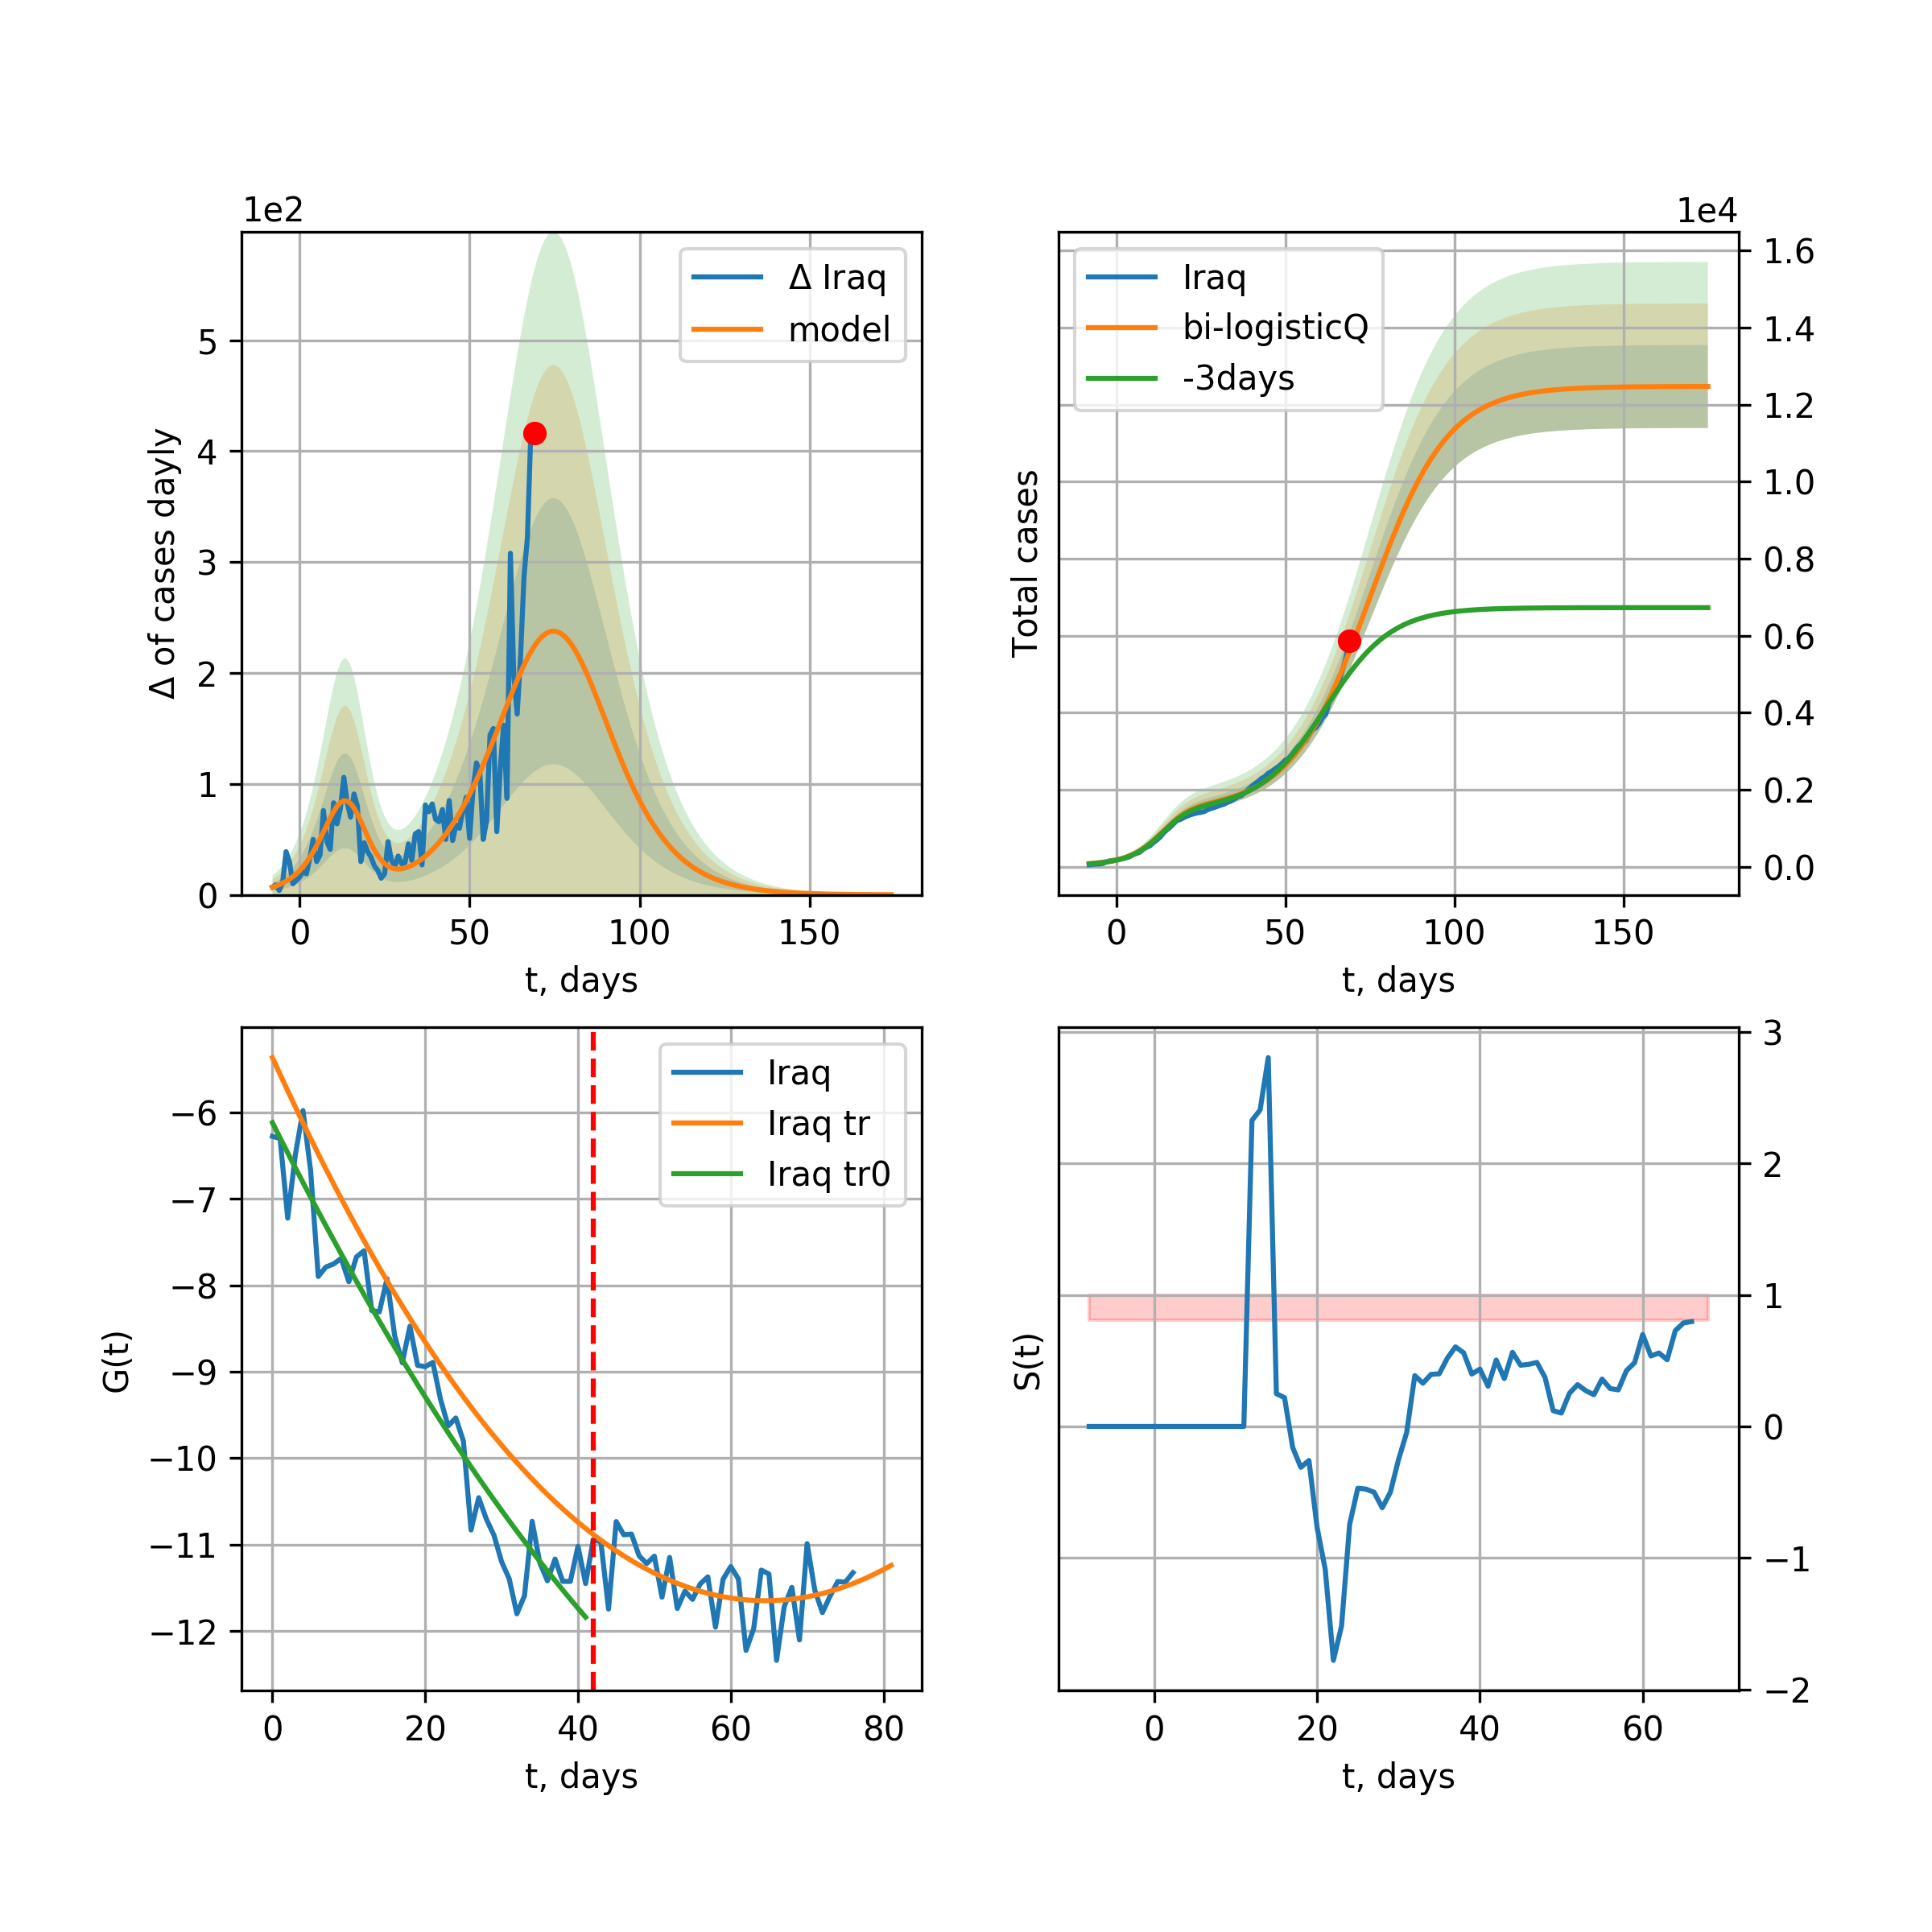 1e2
Δ of cases dayly
5
4
3
2
1
0
0 50 100 150
t, days
Δ Iraq
model
1e4
Total cases
1.6
1.4
1.2
1.0
0.8
0.6
0.4
0.2
0.0
0 50 100 150
t, days
Iraq
bi-logisticQ
-3days
G(t)
−6
−7
−8
−9
−10
−11
−12
0 20 40 60 80
t, days
Iraq
Iraq tr
Iraq tr0
S(t)
3
2
1
0
−1
−2
0 20 40 60
t, days